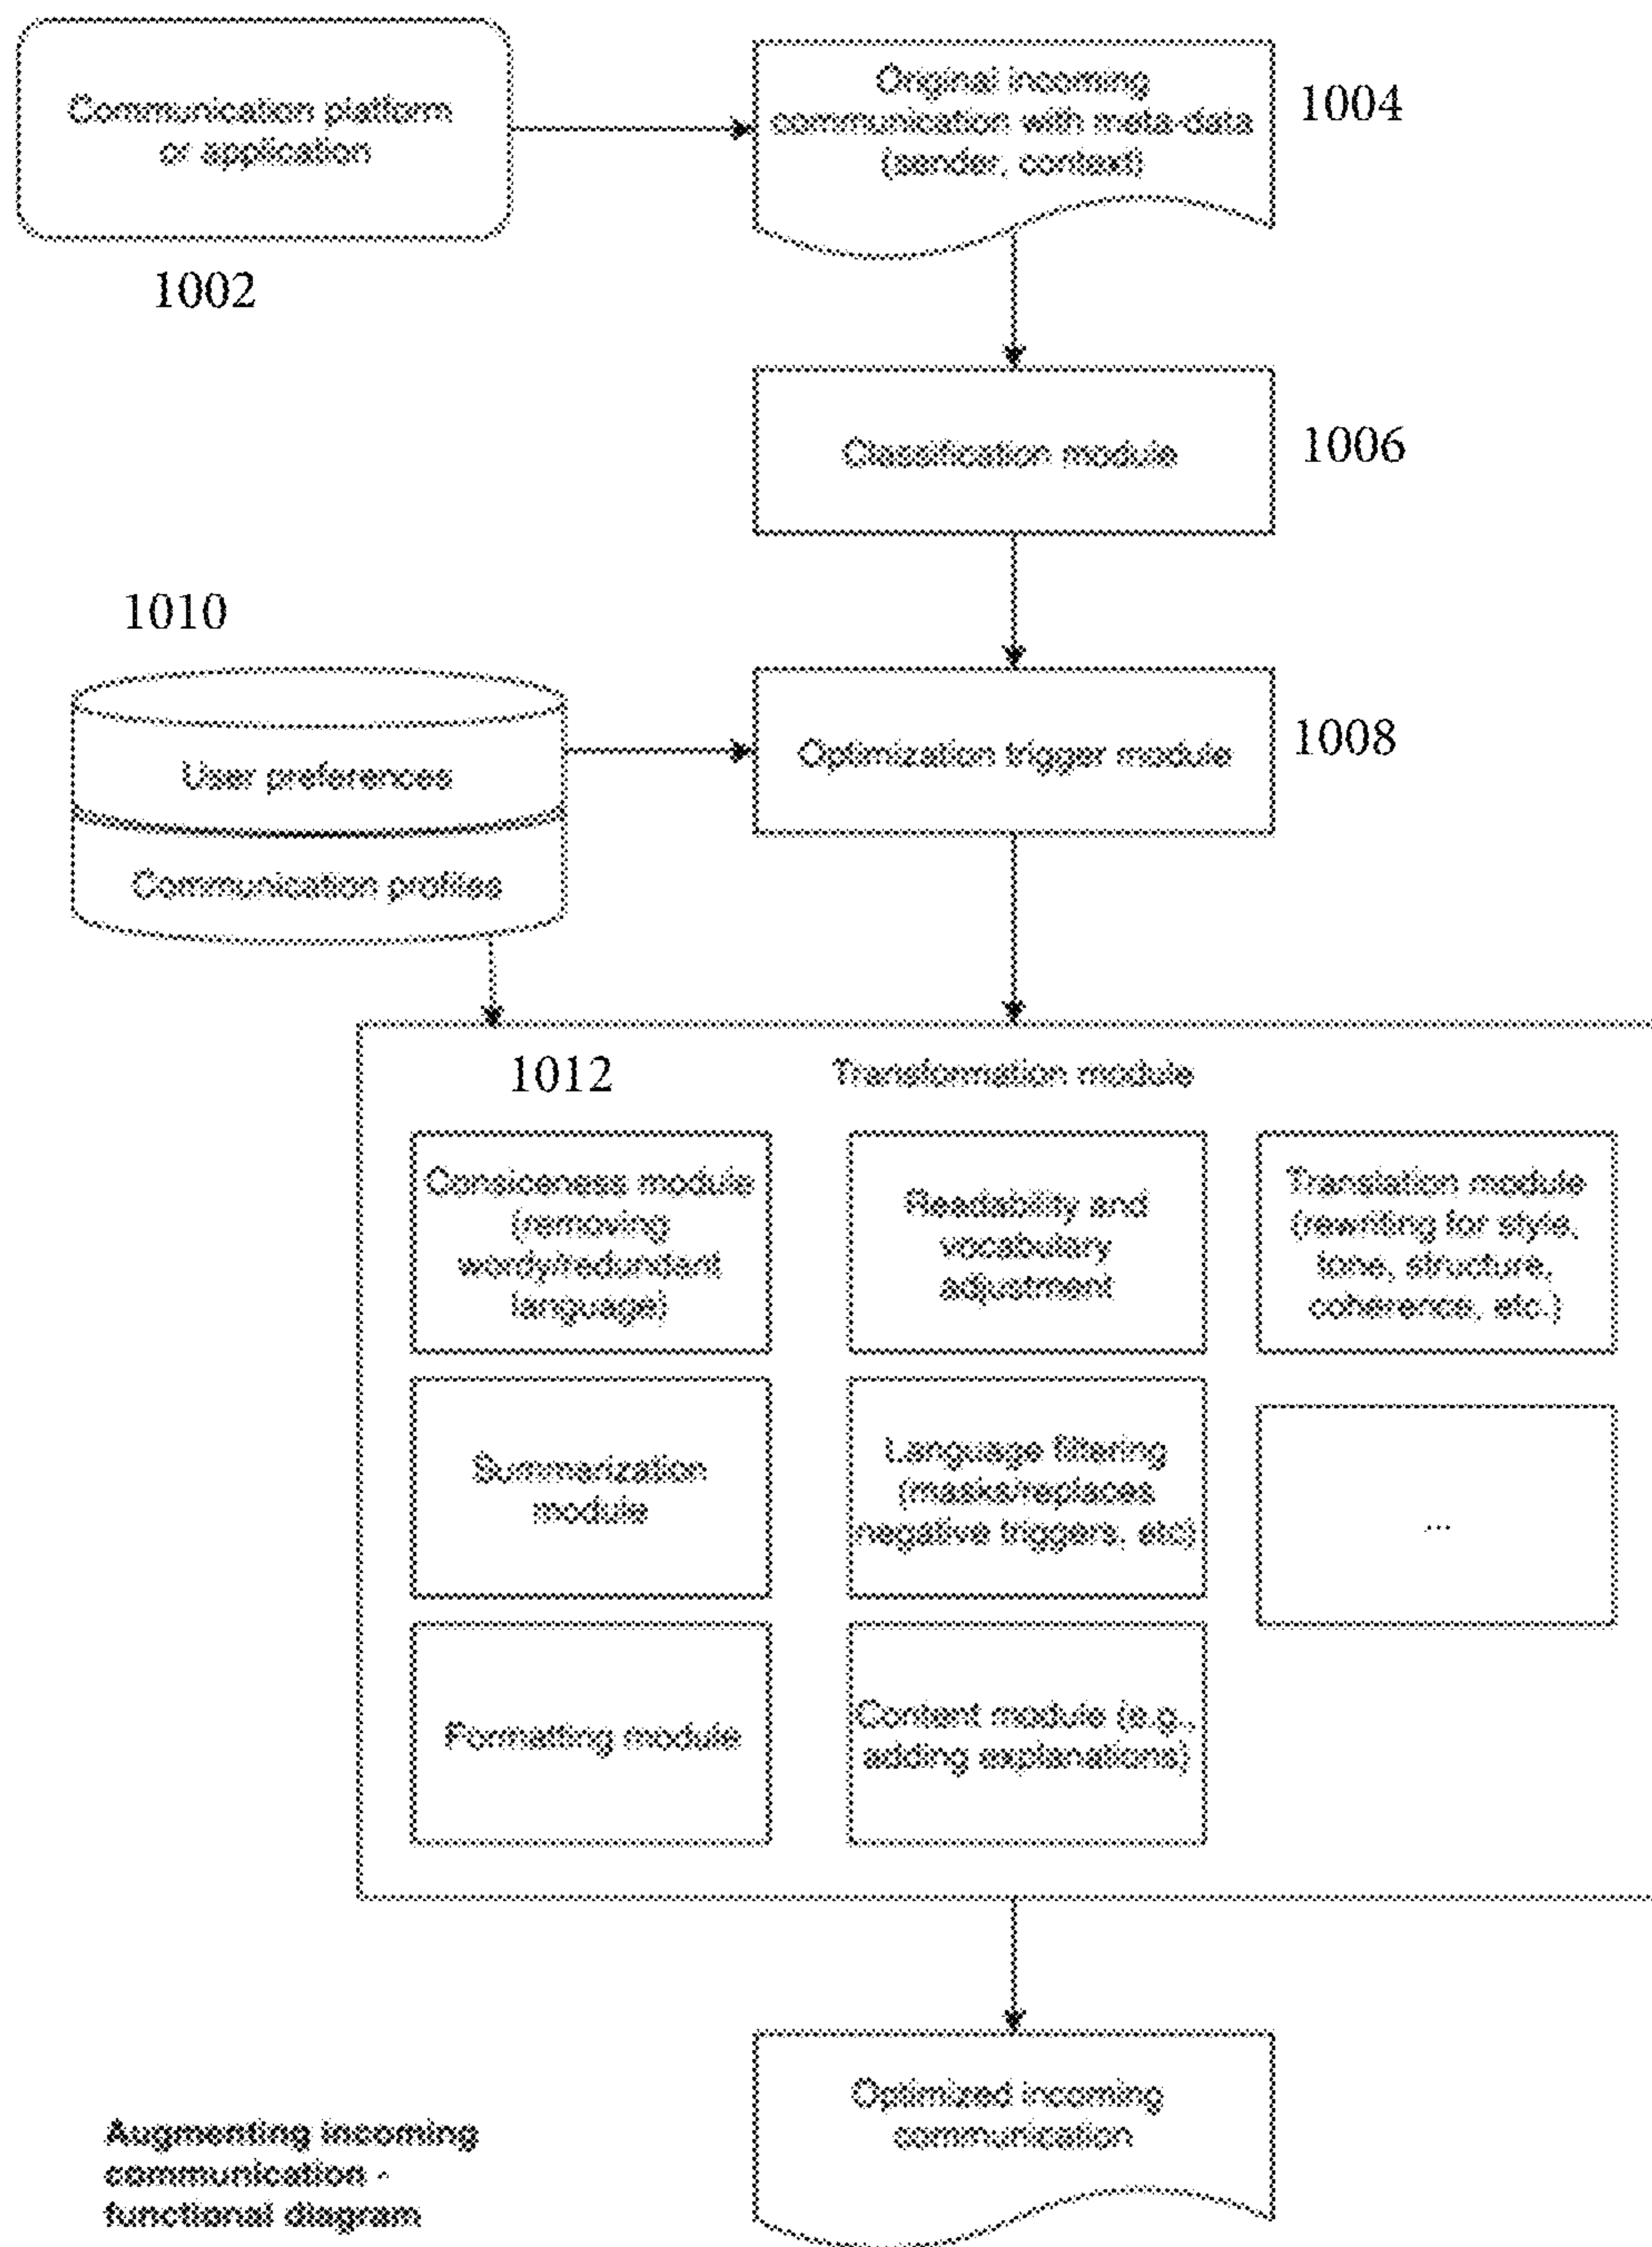 Communication platform
or application
1002
Original incoming
communication with meta-data
(sender, context)
1004
Classification module
1006
1010
User preferences
Communication profiles
Optimization trigger module
1008
1012
Transformation module
Consiceness module
(removing
wordy/redundant
language)
Readability and
vocabulary
adjustment
Translation module
(rewriting for style,
tone, structure,
coherence, etc.)
Summarization
module
Language filtering
(masks/replaces
negative triggers, etc)
...
Formatting module
Content module (e.g.,
adding explanations)
Optimized incoming
communication
Augmenting incoming
communication -
functional diagram